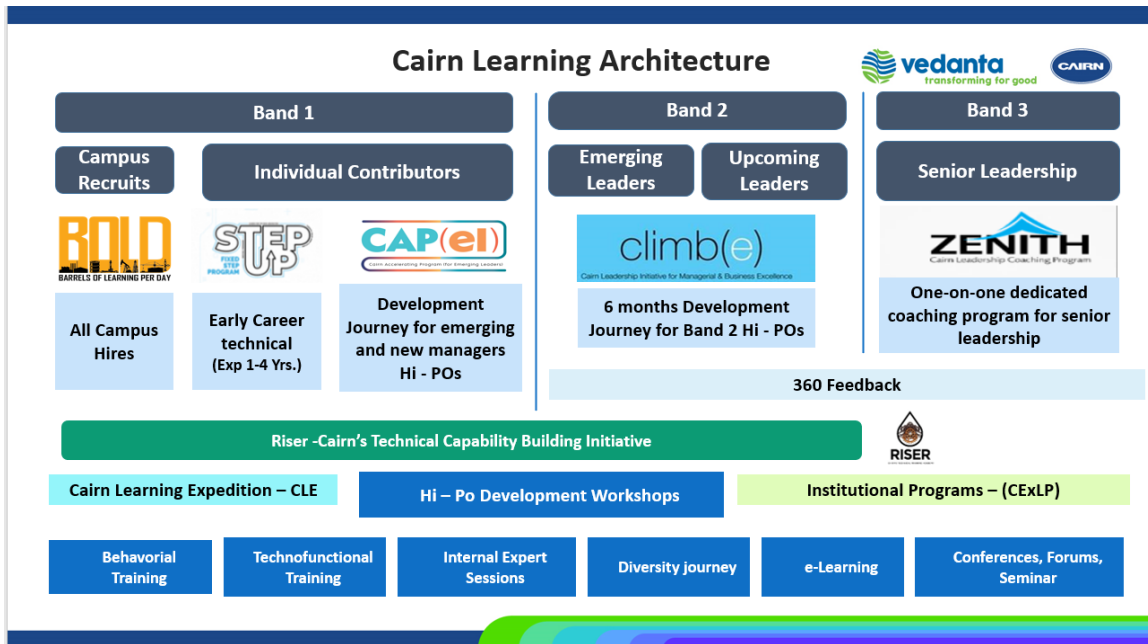 Cairn Learning Architecture
vedanta
transforming for good
CAIRN
Band 1
Band 2
Band 3
Campus
Recruits
Individual Contributors
Emerging
Leaders
Upcoming
Leaders
Senior Leadership
BOLD
BARRELS OF LEARNING PER DAY
STEP
UP
FIXED
STEP
PROGRAM
CAP(el)
Cairn Accelerating Program (for Emerging Leaders)
climb(e)
Cairn Leadership Initiative for Managerial & Business Excellence
ZENITH
Cairn Leadership Coaching Program
All Campus
Hires
Early Career
technical
(Exp 1-4 Yrs.)
Development
Journey for emerging
and new managers
Hi - POs
6 months Development
Journey for Band 2 Hi - POs
One-on-one dedicated
coaching program for senior
leadership
360 Feedback
Riser -Cairn's Technical Capability Building Initiative
RISER
Cairn Learning Expedition – CLE
Hi – Po Development Workshops
Institutional Programs – (CExLP)
Behavorial
Training
Technofunctional
Training
Internal Expert
Sessions
Diversity journey
e-Learning
Conferences, Forums,
Seminar